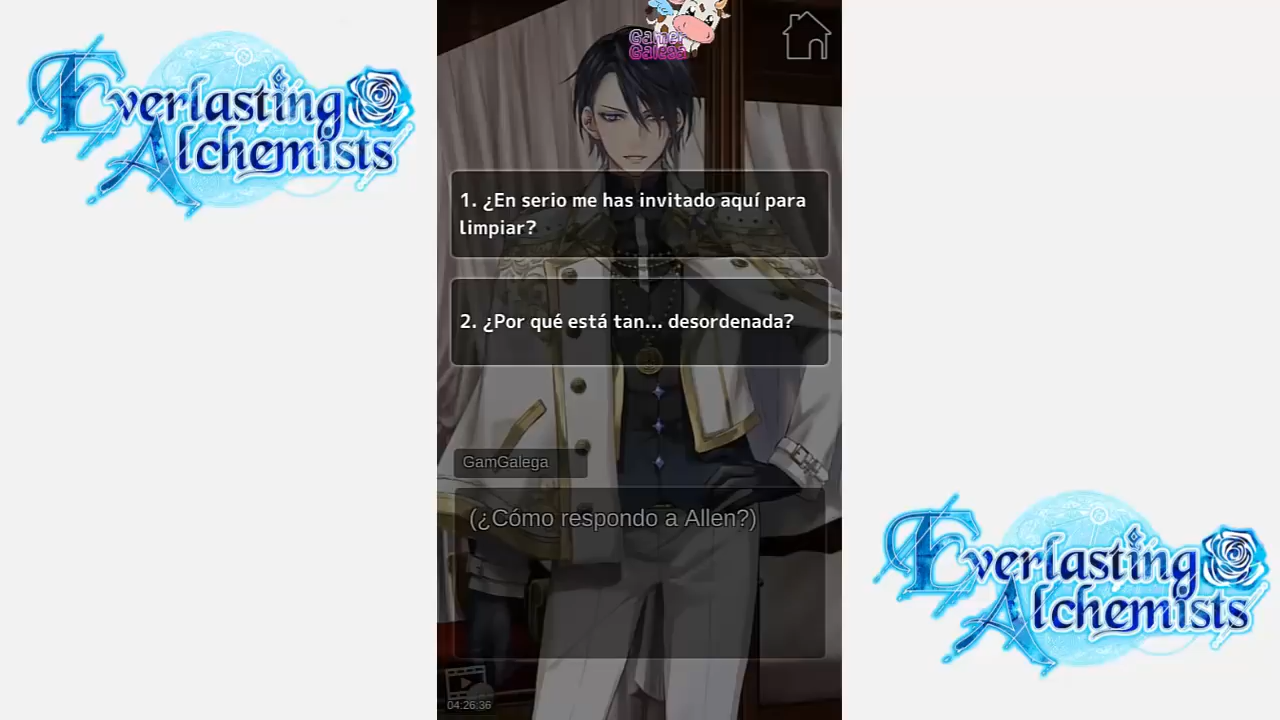 Everlasting
Alchemists
Gamer
Galega
1. ¿En serio me has invitado aquí para
limpiar?
2. ¿Por qué está tan... desordenada?
GamGalega
(¿Cómo respondo a Allen?)
04:26:36
Everlasting
Alchemists